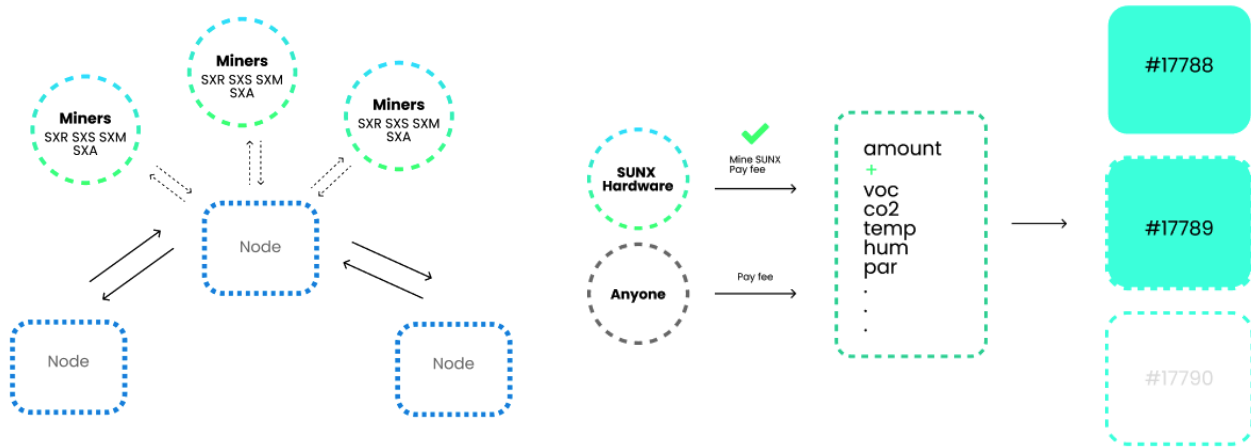 Miners
SXR SXS SXM
SXA
Miners
SXR SXS SXM
SXA
Miners
SXR SXS SXM
SXA
Node
Node
Node
SUNX
Hardware
Mine SUNX
Pay fee
Anyone
Pay fee
amount
+
voc
co2
temp
hum
par
.
.
.
#17788
#17789
#17790